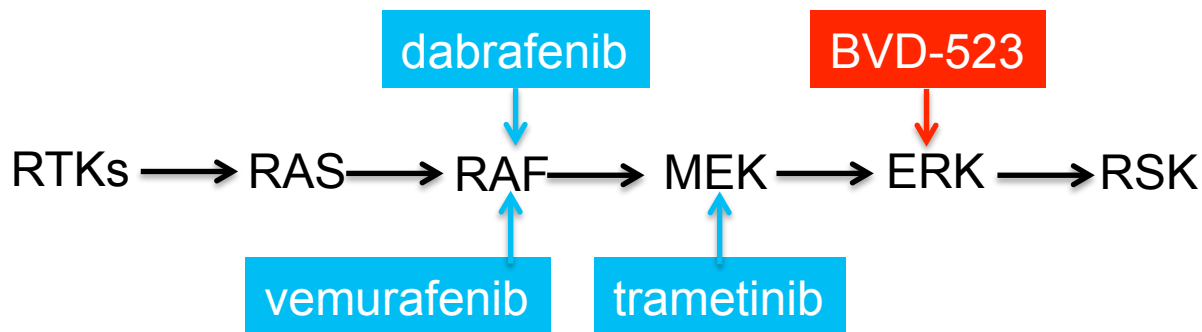 dabrafenib BVD-523
RTKs RAS RAF MEK ERK RSK
vemurafenib trametinib